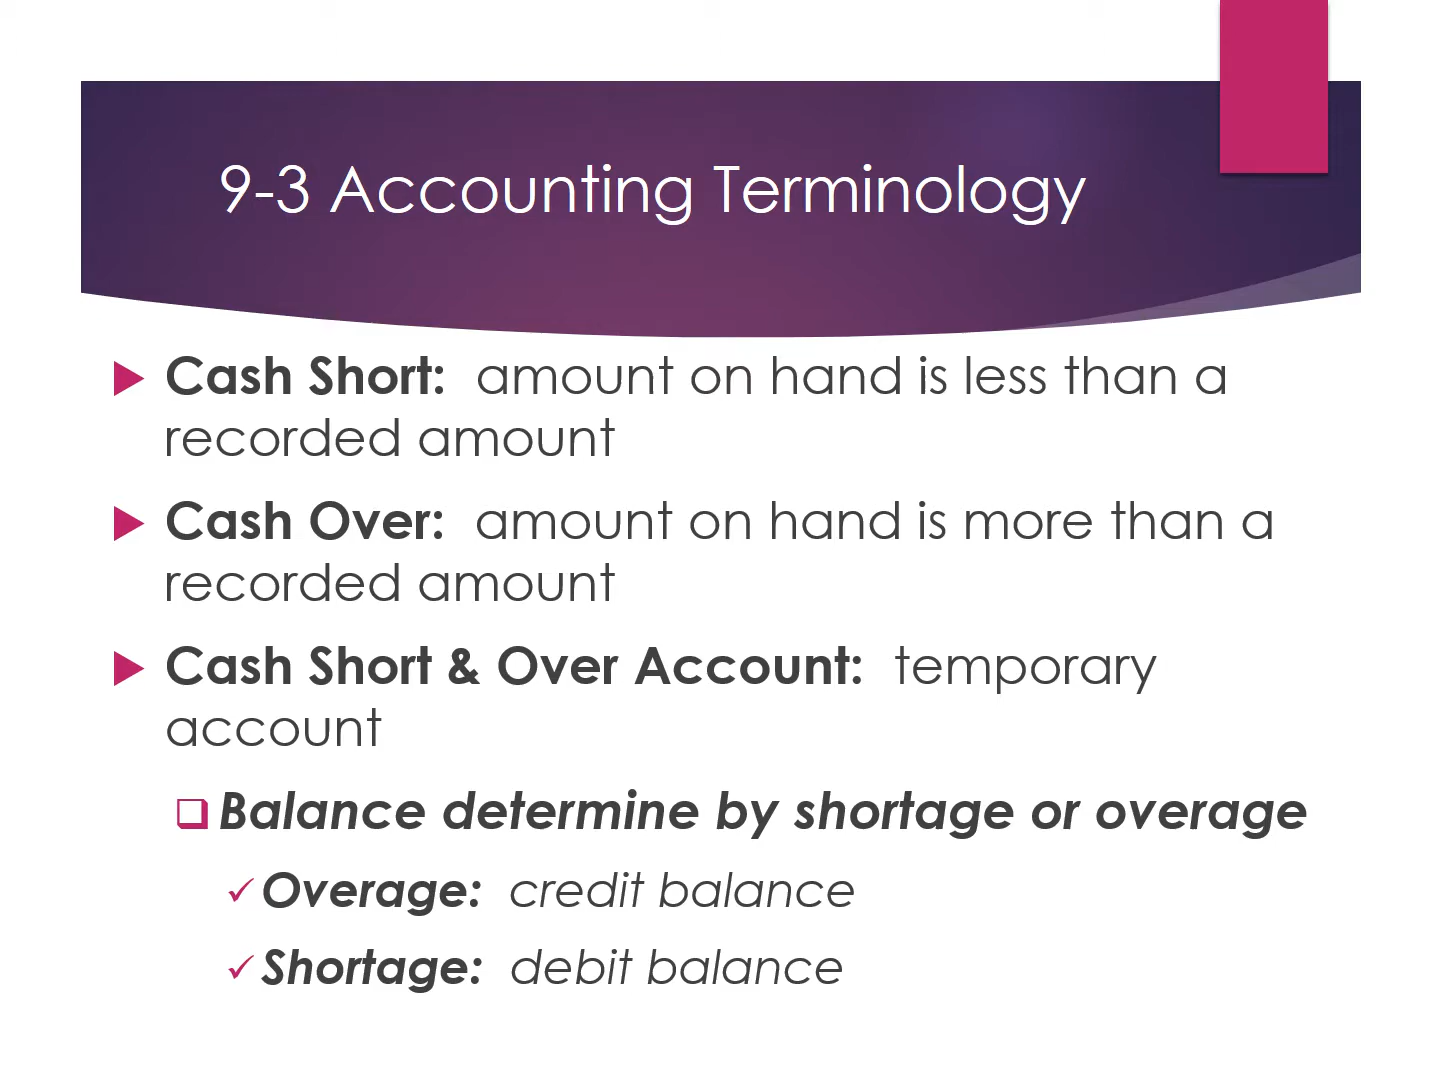 9-3 Accounting Terminology
Cash Short: amount on hand is less than a
recorded amount
Cash Over: amount on hand is more than a
recorded amount
Cash Short & Over Account: temporary
account
Balance determine by shortage or overage
Overage: credit balance
Shortage: debit balance